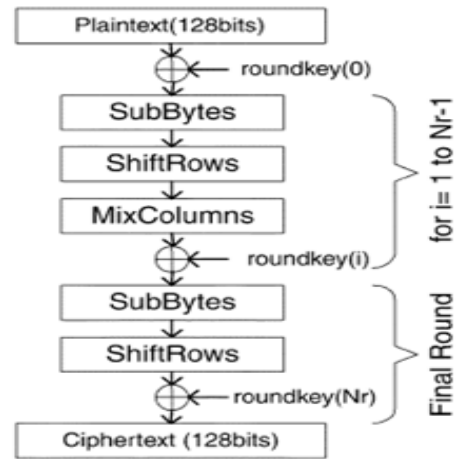 Plaintext(128bits)
roundkey(0)
SubBytes
ShiftRows
MixColumns
roundkey(i)
for i= 1 to Nr-1
SubBytes
ShiftRows
roundkey(Nr)
Final Round
Ciphertext (128bits)